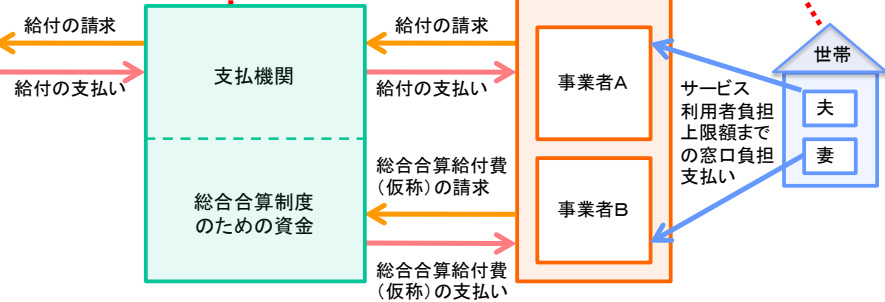 給付の請求
給付の支払い
支払機関
総合合算制度
のための資金
給付の請求
給付の支払い
総合合算給付費
（仮称）の請求
総合合算給付費
（仮称）の支払い
事業者A
事業者B
サービス
利用者負担
上限額まで
の窓口負担
支払い
世帯
夫
妻